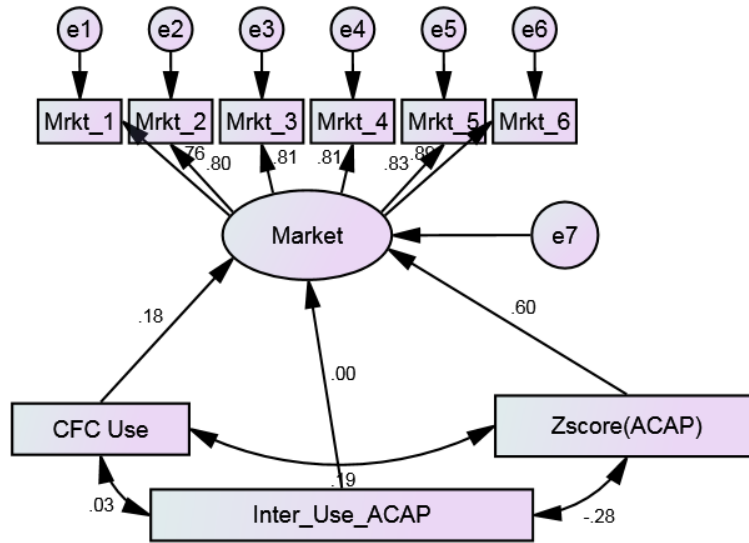 e1 e2 e3 e4 e5 e6
Mrkt_1 Mrkt_2 Mrkt_3 Mrkt_4 Mrkt_5 Mrkt_6
.76 .80 .81 .81 .83 .89
Market
e7
.18
.60
.00
CFC Use
Zscore(ACAP)
.19
.03
Inter_Use_ACAP
-.28